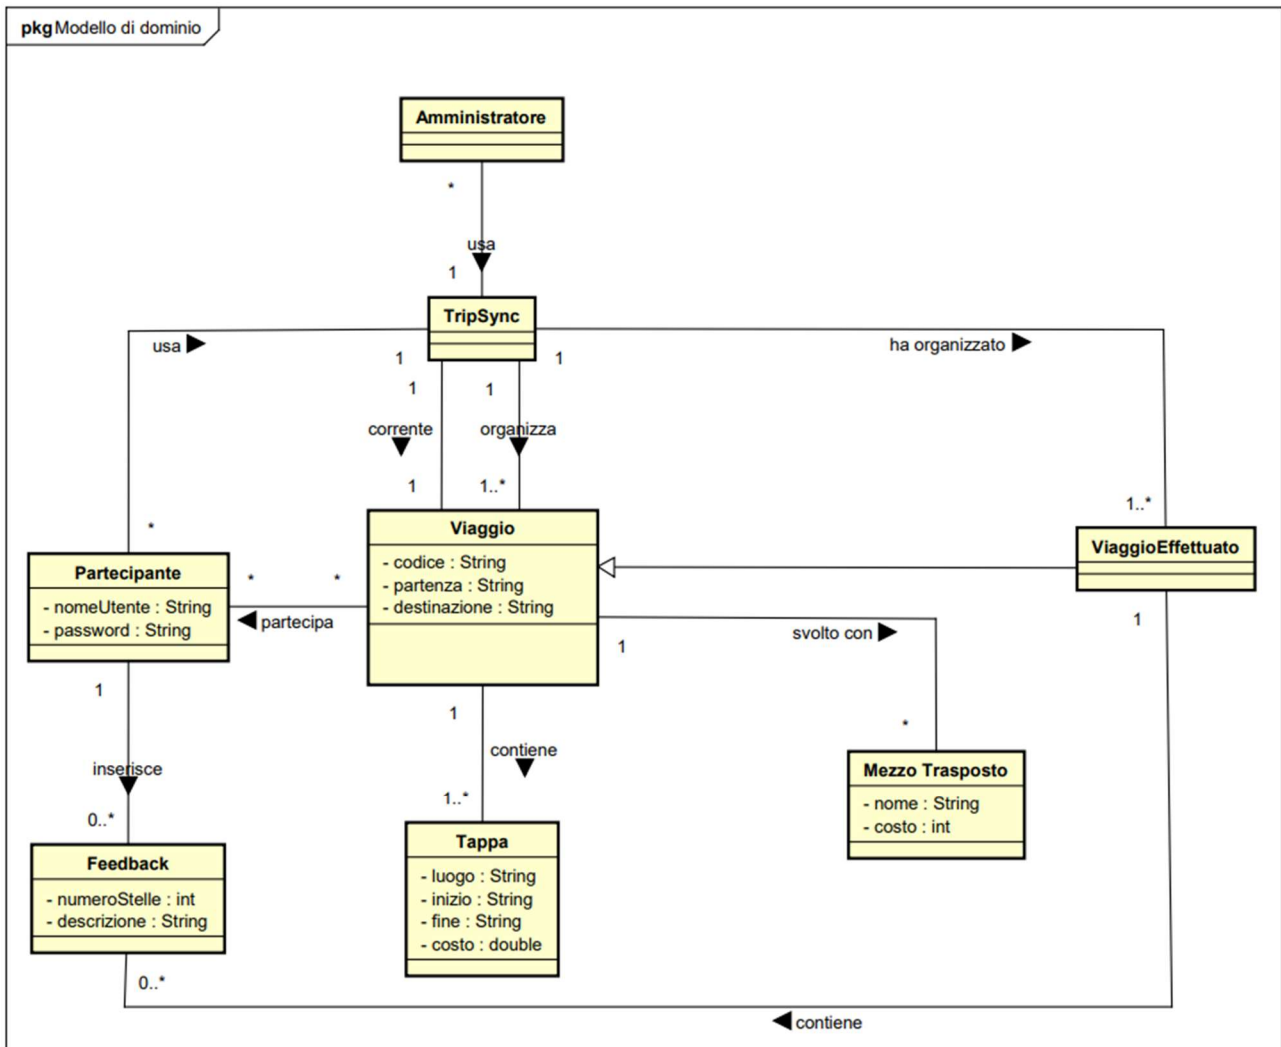 pkg Modello di dominio
Amministratore
*
usa
1
TripSync
usa
1
1
1
1
ha organizzato
corrente
organizza
1
1..*
1..*
*
Viaggio
- codice : String
- partenza : String
- destinazione : String
ViaggioEffettuato
Partecipante
- nomeUtente : String
- password : String
*
*
partecipa
1
svolto con
1
1
1
*
contiene
inserisce
0..*
1..*
Mezzo Trasposto
- nome : String
- costo : int
Feedback
- numeroStelle : int
- descrizione : String
Tappa
- luogo : String
- inizio : String
- fine : String
- costo : double
0..*
contiene